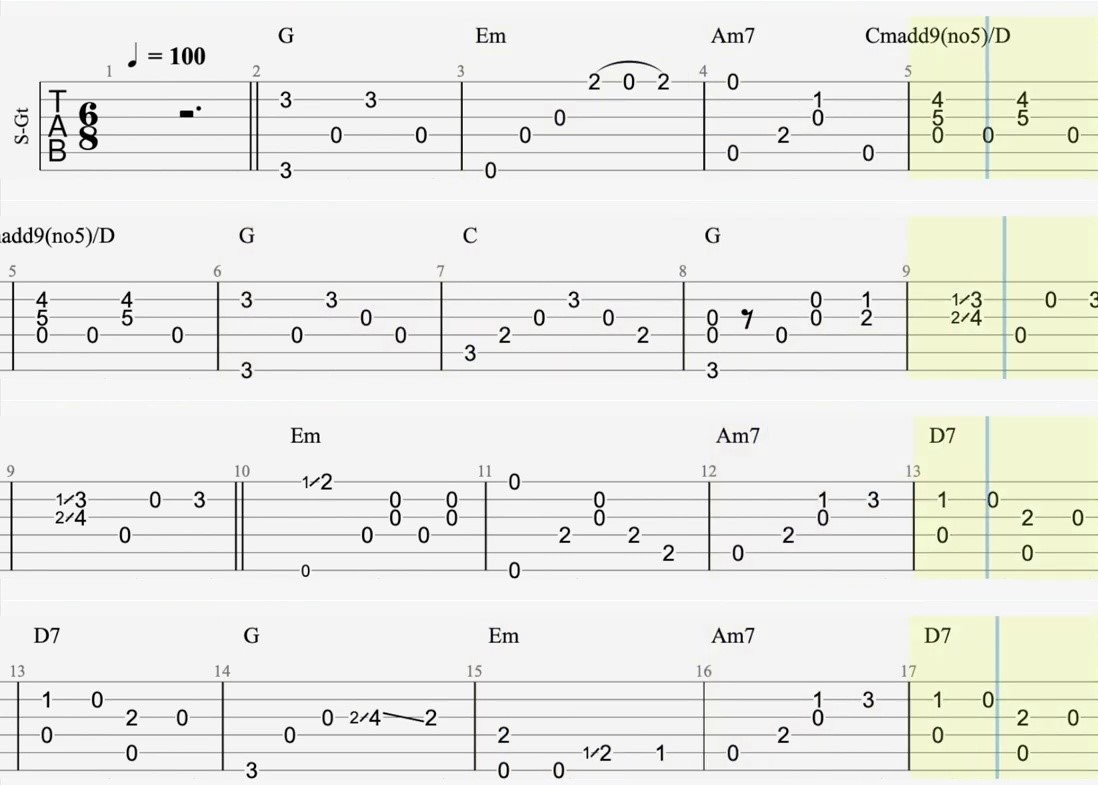 G Em Am7 Cmadd9(no5)/D
1 ♩ = 100 2 3 4 5
S-Gt TAB 6/8
2 0 2 0
3 3 1 4 4
0 0 5 5
0 0 0 2 0 0 0
0 0
3 0
add9(no5)/D G C G
5 6 7 8 9
4 4 3 3 3 0 1 1/3 0 3
5 5 0 0 0 0 0 2 2/4
0 0 0 0 0 2 2 0 0 0
3
3 3
Em Am7 D7
9 10 11 12 13
1/2 0
1/3 0 3 0 0 0 1 3 1 0
2/4 0 0 0 0 2 0
0 0 0 2 2 2 0
2 0 0
0 0
D7 G Em Am7 D7
13 14 15 16 17
1 0 1 3 1 0
2 0 0 2/4 2 0 2 0
0 0 2 2 0
0 1/2 1 0 0
3 0 0